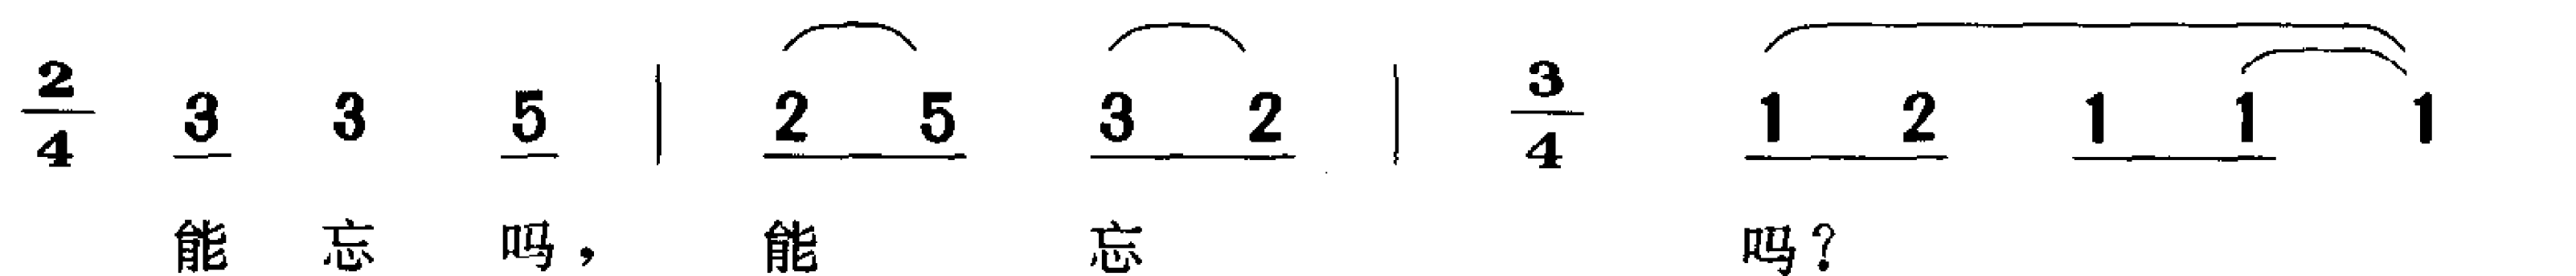 2/4 3 3 5 | 2 5 3 2 | 3/4 1 2 1 1 1
能 忘 吗， 能 忘 吗？